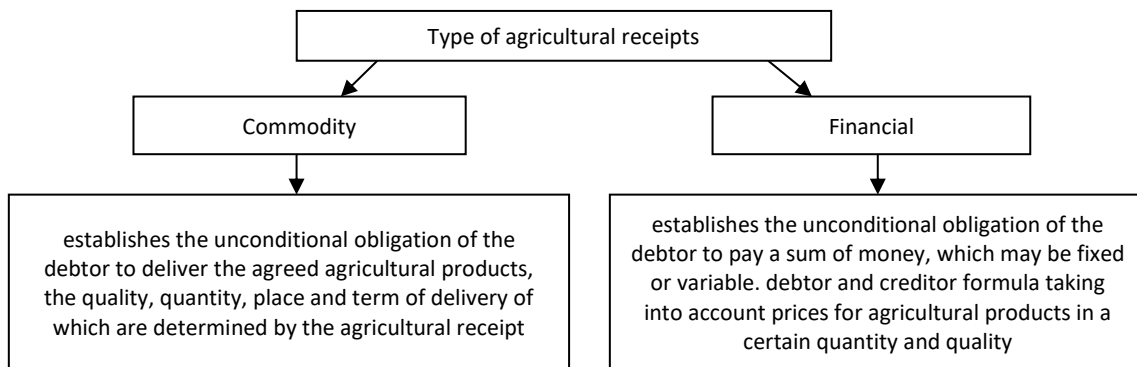 Type of agricultural receipts
Commodity
Financial
establishes the unconditional obligation of the
debtor to deliver the agreed agricultural products,
the quality, quantity, place and term of delivery of
which are determined by the agricultural receipt
establishes the unconditional obligation of the
debtor to pay a sum of money, which may be fixed
or variable. debtor and creditor formula taking
into account prices for agricultural products in a
certain quantity and quality